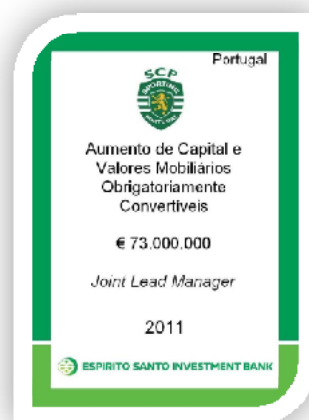 Portugal
SCP
SPORTING
Aumento de Capital e
Valores Mobiliários
Obrigatoriamente
Convertíveis
€ 73.000.000
Joint Lead Manager
2011
ESPIRITO SANTO INVESTMENT BANK